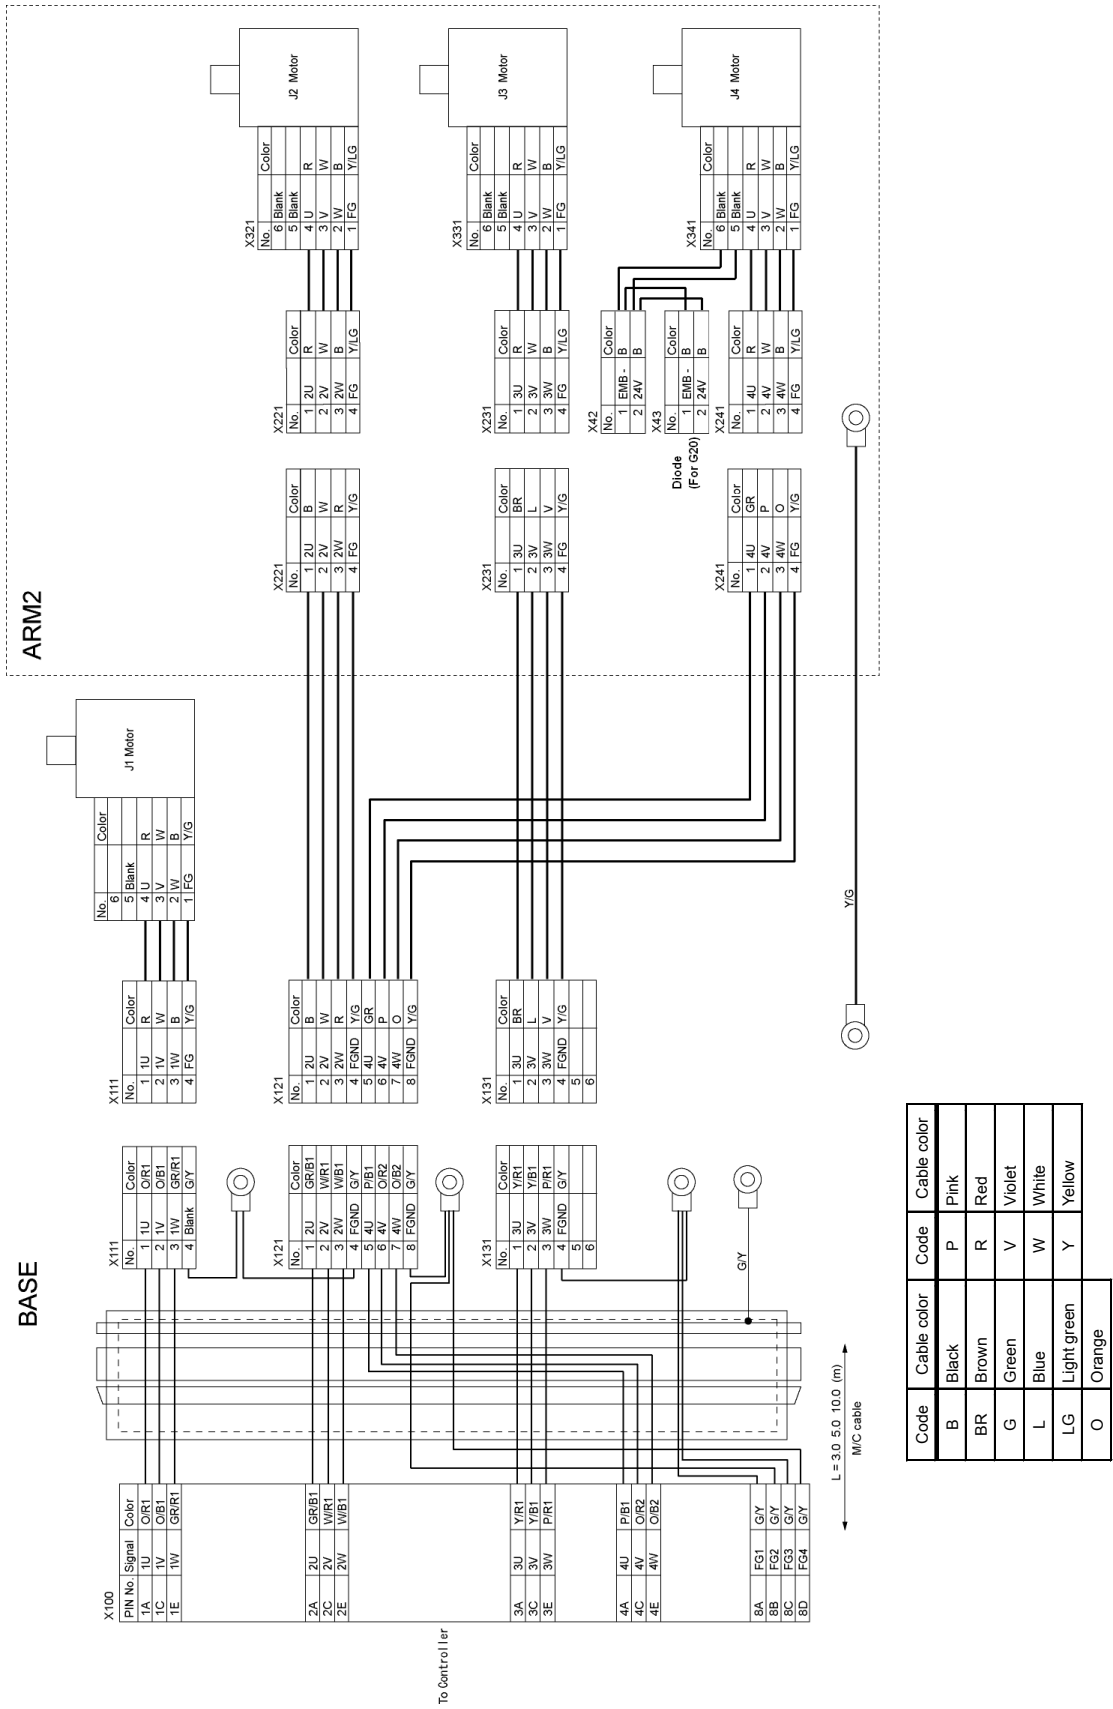 BASE
ARM2
To Controller
X100
PIN No. Signal Color
1A 1U O/R1
1C 1V O/B1
1E 1W GR/R1
2A 2U GR/B1
2C 2V W/R1
2E 2W W/B1
3A 3U Y/R1
3C 3V Y/B1
3E 3W P/R1
4A 4U P/B1
4C 4V O/R2
4E 4W O/B2
8A FG1 G/Y
8B FG2 G/Y
8C FG3 G/Y
8D FG4 G/Y
L = 3.0 5.0 10.0 (m)
M/C cable
G/Y
X111
No. Color
1 1U O/R1
2 1V O/B1
3 1W GR/R1
4 Blank G/Y
X121
No. Color
1 2U GR/B1
2 2V W/R1
3 2W W/B1
4 FGND G/Y
5 4U P/B1
6 4V O/R2
7 4W O/B2
8 FGND G/Y
X131
No. Color
1 3U Y/R1
2 3V Y/B1
3 3W P/R1
4 FGND G/Y
5
6
X111
No. Color
1 1U R
2 1V W
3 1W B
4 FG Y/G
X121
No. Color
1 2U B
2 2V W
3 2W R
4 FGND Y/G
5 4U GR
6 4V P
7 4W O
8 FGND Y/G
X131
No. Color
1 3U BR
2 3V L
3 3W V
4 FGND Y/G
5
6
No. Color
6
5 Blank
4 U R
3 V W
2 W B
1 FG Y/G
J1 Motor
Y/G
X221
No. Color
1 2U B
2 2V W
3 2W R
4 FG Y/G
X231
No. Color
1 3U BR
2 3V L
3 3W V
4 FG Y/G
X241
No. Color
1 4U GR
2 4V P
3 4W O
4 FG Y/G
X221
No. Color
1 2U R
2 2V W
3 2W B
4 FG Y/LG
X231
No. Color
1 3U R
2 3V W
3 3W B
4 FG Y/LG
X42
No. Color
1 EMB - B
2 24V B
X43
No. Color
1 EMB - B
2 24V B
Diode
(For G20)
X241
No. Color
1 4U R
2 4V W
3 4W B
4 FG Y/LG
X321
No. Color
6 Blank
5 Blank
4 U R
3 V W
2 W B
1 FG Y/LG
J2 Motor
X331
No. Color
6 Blank
5 Blank
4 U R
3 V W
2 W B
1 FG Y/LG
J3 Motor
X341
No. Color
6 Blank
5 Blank
4 U R
3 V W
2 W B
1 FG Y/LG
J4 Motor
Code Cable color Code Cable color
B Black P Pink
BR Brown R Red
G Green V Violet
L Blue W White
LG Light green Y Yellow
O Orange